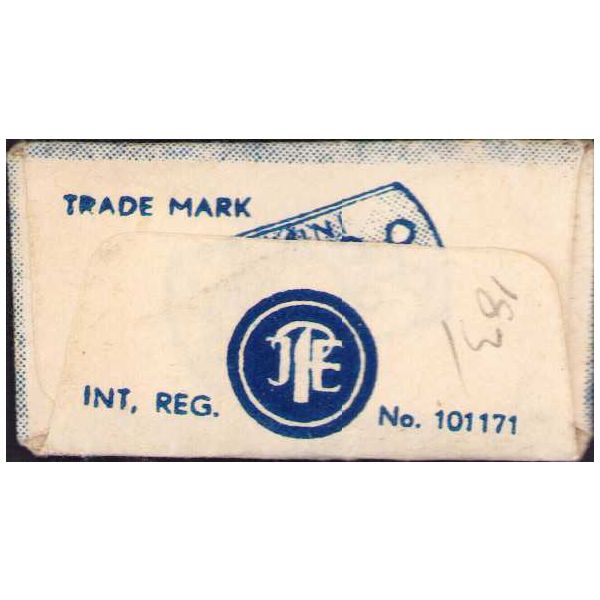 TRADE MARK
INT, REG.
No. 101171